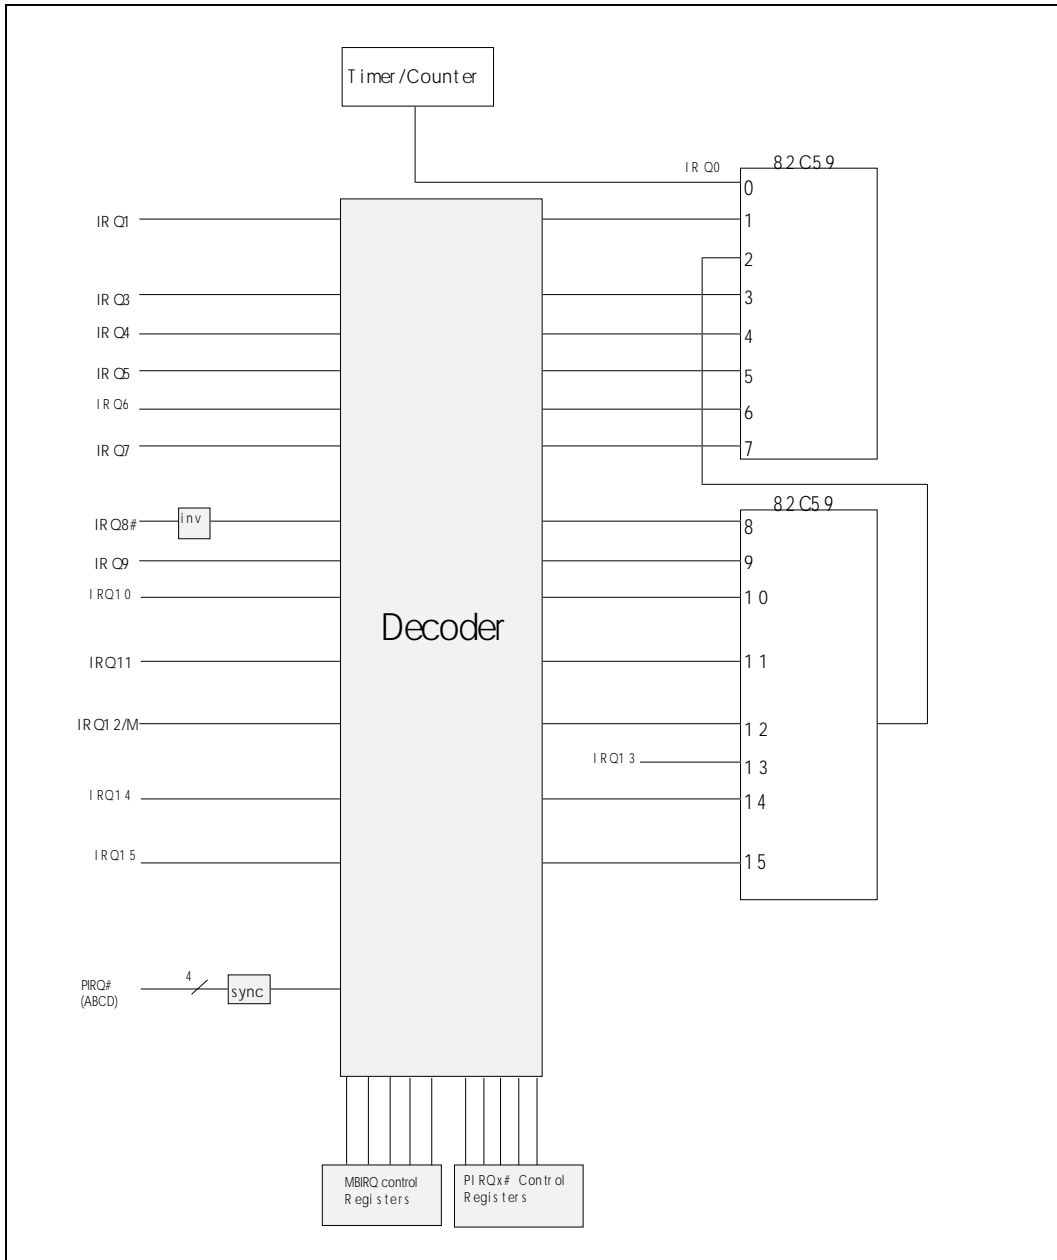 Timer/Counter
IRQ0
82C59
0
IRQ1
1
2
IRQ3
3
IRQ4
4
IRQ5
5
IRQ6
6
IRQ7
7
82C59
IRQ8#
inv
8
IRQ9
9
IRQ10
10
Decoder
IRQ11
11
IRQ12/M
12
IRQ13
13
IRQ14
14
IRQ15
15
4
PIRQ#
(ABCD)
sync
MBIRQ control
Registers
PIRQx# Control
Registers